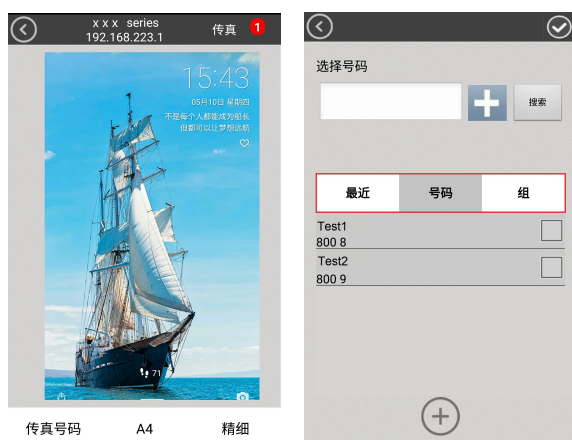 x x x series
192.168.223.1
传真
1
15:43
05月10日 星期四
不是每个人都能成为船长
但都可以让梦想远航
71
传真号码
A4
精细
选择号码
搜索
最近
号码
组
Test1
800 8
Test2
800 9